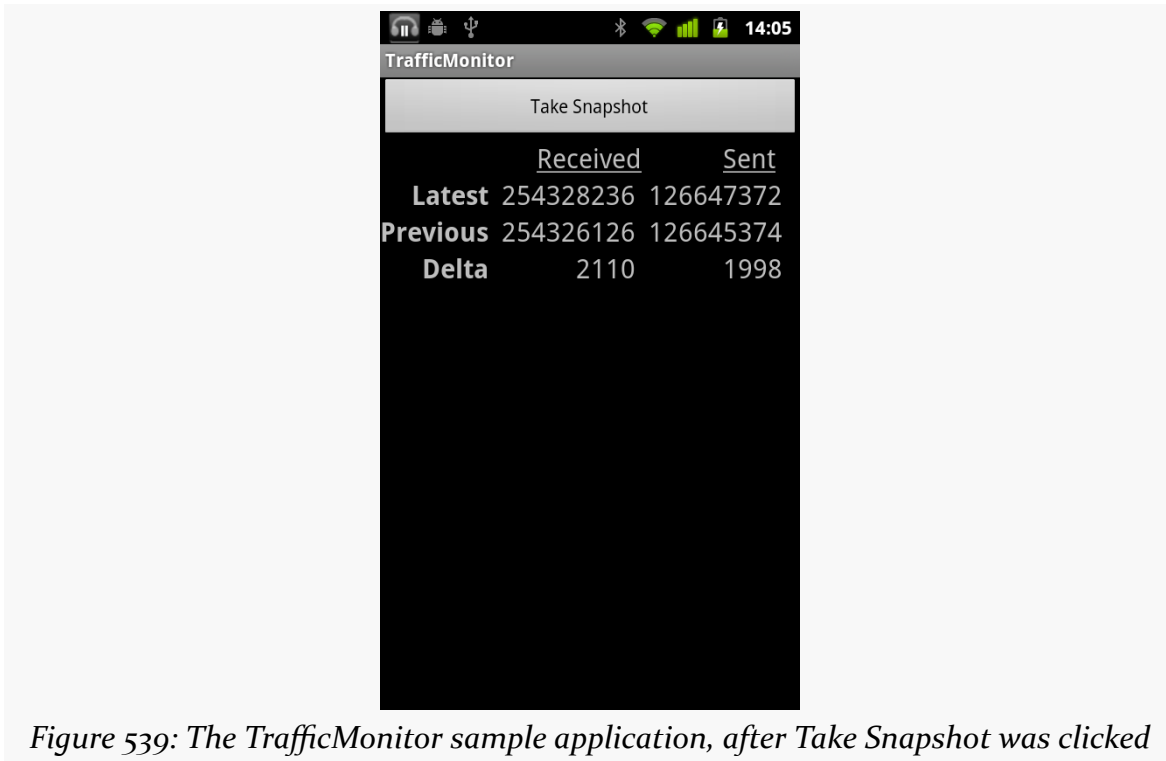 14:05
TrafficMonitor
Take Snapshot
Received Sent
Latest 254328236 126647372
Previous 254326126 126645374
Delta 2110 1998
Figure 539: The TrafficMonitor sample application, after Take Snapshot was clicked